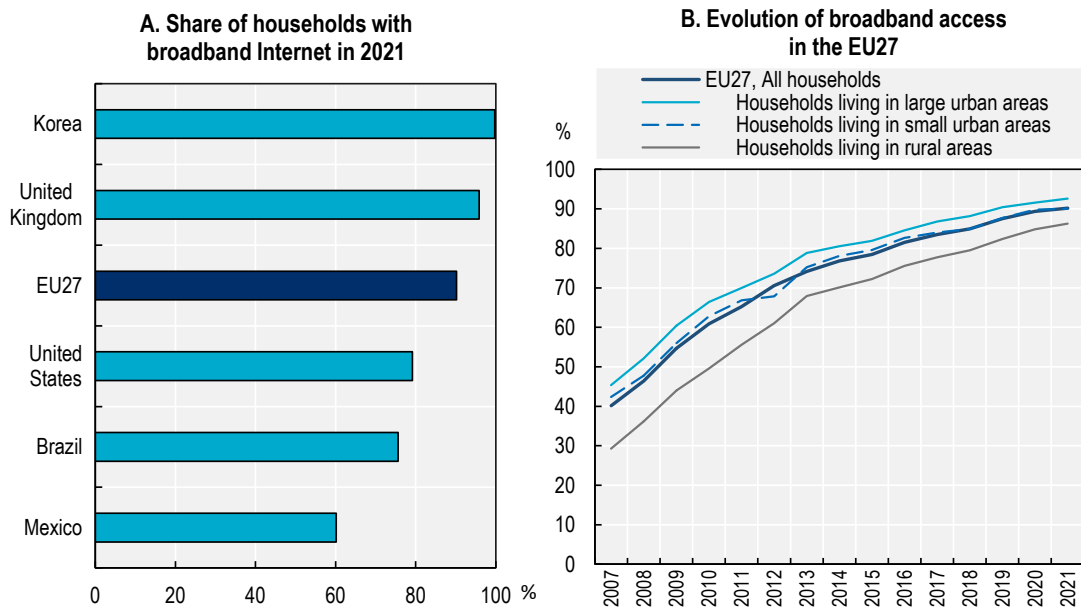 A. Share of households with
broadband Internet in 2021
Korea
United
Kingdom
EU27
United
States
Brazil
Mexico
0 20 40 60 80 100 %
B. Evolution of broadband access
in the EU27
EU27, All households
Households living in large urban areas
Households living in small urban areas
Households living in rural areas
%
100
90
80
70
60
50
40
30
20
10
0
2007 2008 2009 2010 2011 2012 2013 2014 2015 2016 2017 2018 2019 2020 2021